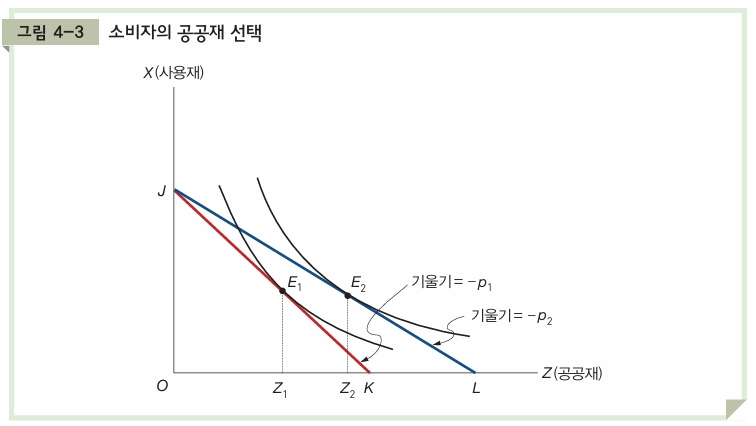 그림 4-3 소비자의 공공재 선택
X(사용재)
J
E1
E2
기울기=-p1
기울기=-p2
O
Z1
Z2
K
L
Z(공공재)